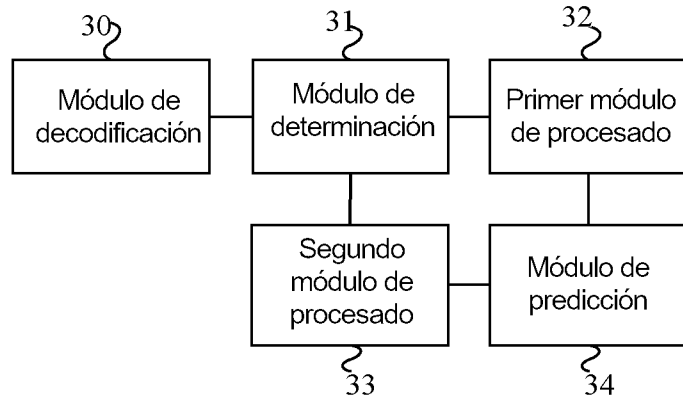 30
31
32
Módulo de
decodificación
Módulo de
determinación
Primer módulo
de procesado
Segundo
módulo de
procesado
Módulo de
predicción
33
34